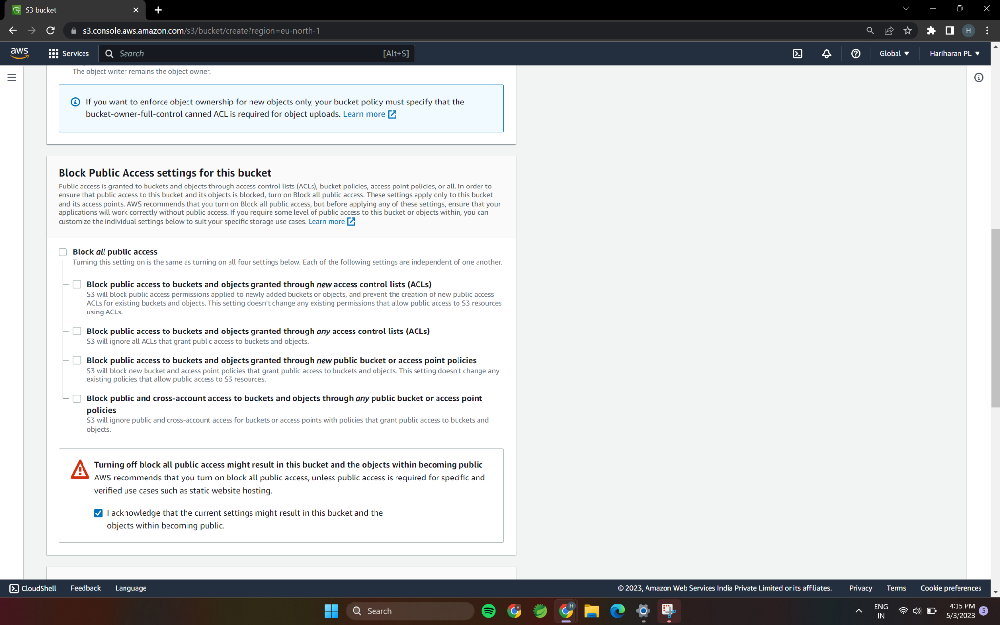 S3 bucket
s3.console.aws.amazon.com/s3/bucket/create?region=eu-north-1
H
aws
Services
Search
[Alt+S]
Global
Hariharan PL
The object writer remains the object owner.
If you want to enforce object ownership for new objects only, your bucket policy must specify that the
bucket-owner-full-control canned ACL is required for object uploads. Learn more
Block Public Access settings for this bucket
Public access is granted to buckets and objects through access control lists (ACLs), bucket policies, access point policies, or all. In order to
ensure that public access to this bucket and its objects is blocked, turn on Block all public access. These settings apply only to this bucket
and its access points. AWS recommends that you turn on Block all public access, but before applying any of these settings, ensure that your
applications will work correctly without public access. If you require some level of public access to this bucket or objects within, you can
customize the individual settings below to suit your specific storage use cases. Learn more
Block all public access
Turning this setting on is the same as turning on all four settings below. Each of the following settings are independent of one another.
Block public access to buckets and objects granted through new access control lists (ACLs)
S3 will block public access permissions applied to newly added buckets or objects, and prevent the creation of new public access
ACLs for existing buckets and objects. This setting doesn't change any existing permissions that allow public access to S3 resources
using ACLs.
Block public access to buckets and objects granted through any access control lists (ACLs)
S3 will ignore all ACLs that grant public access to buckets and objects.
Block public access to buckets and objects granted through new public bucket or access point policies
S3 will block new bucket and access point policies that grant public access to buckets and objects. This setting doesn't change any
existing policies that allow public access to S3 resources.
Block public and cross-account access to buckets and objects through any public bucket or access point
policies
S3 will ignore public and cross-account access for buckets or access points with policies that grant public access to buckets and
objects.
Turning off block all public access might result in this bucket and the objects within becoming public
AWS recommends that you turn on block all public access, unless public access is required for specific and
verified use cases such as static website hosting.
I acknowledge that the current settings might result in this bucket and the
objects within becoming public.
CloudShell
Feedback
Language
© 2023, Amazon Web Services India Private Limited or its affiliates.
Privacy
Terms
Cookie preferences
Search
H
H
ENG
IN
4:15 PM
5/3/2023
5